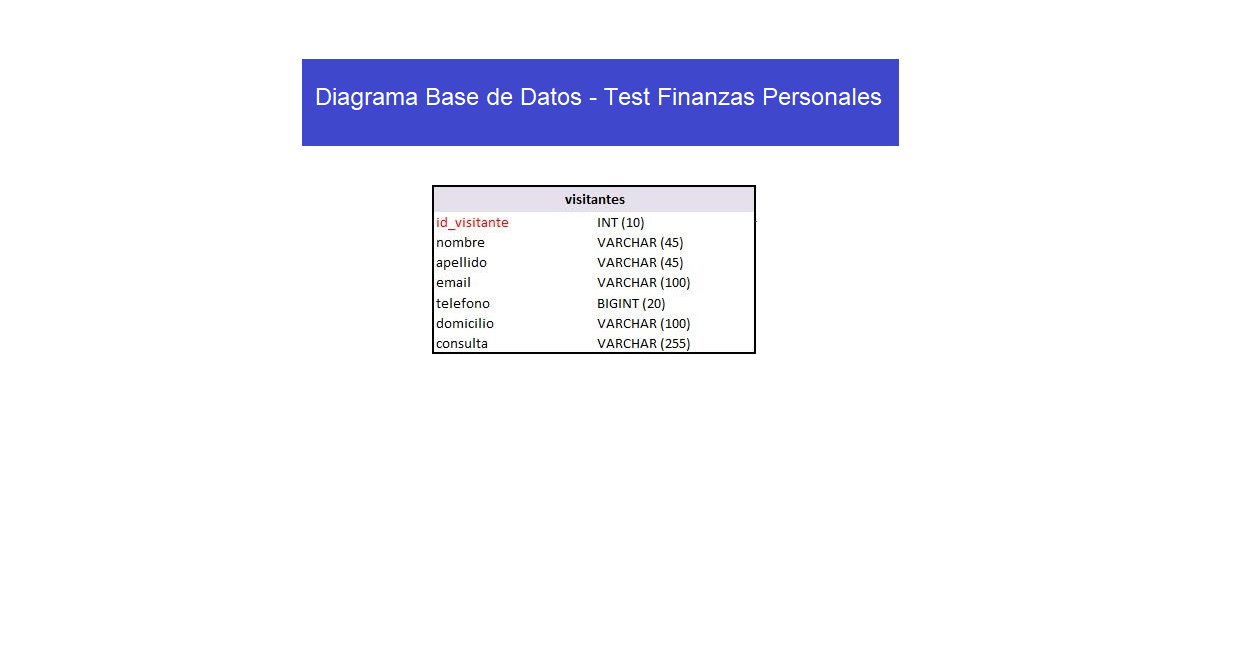 Diagrama Base de Datos - Test Finanzas Personales
visitantes
id_visitante INT (10)
nombre VARCHAR (45)
apellido VARCHAR (45)
email VARCHAR (100)
telefono BIGINT (20)
domicilio VARCHAR (100)
consulta VARCHAR (255)